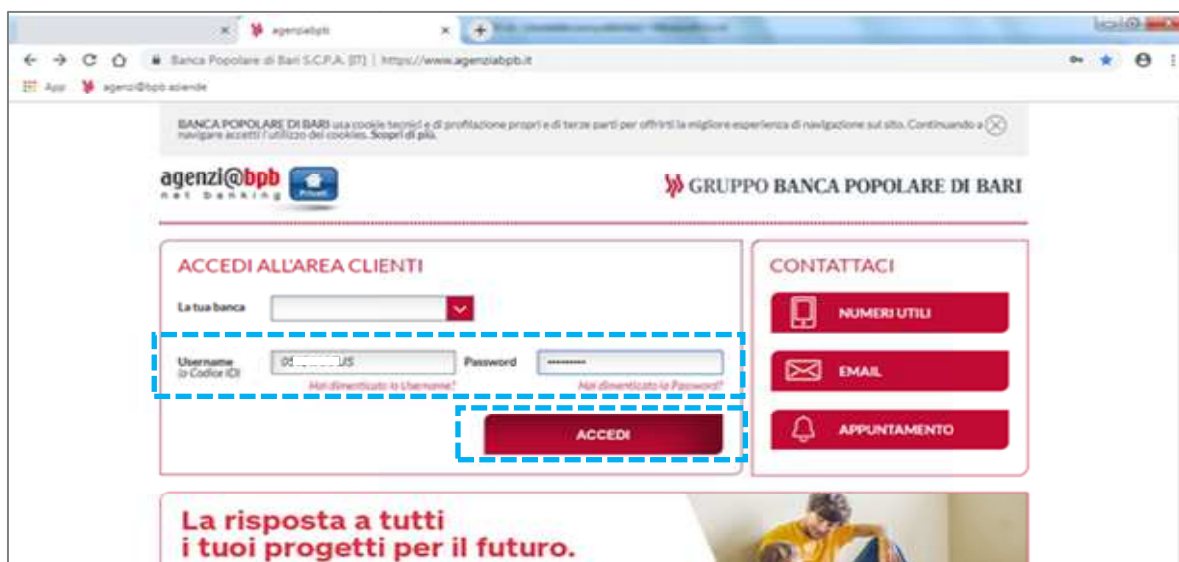 agenziabpb
Banca Popolare di Bari S.C.P.A. [IT] | https://www.agenziabpb.it
App agenzi@bpb aziende
BANCA POPOLARE DI BARI usa cookie tecnici e di profilazione propri e di terze parti per offrirti la migliore esperienza di navigazione sul sito. Continuando a
navigare accetti l'utilizzo dei cookies. Scopri di più.
agenzi@bpb
net banking
Privati
GRUPPO BANCA POPOLARE DI BARI
ACCEDI ALL'AREA CLIENTI
La tua banca
Username
(o Codice ID)
Password
Hai dimenticato lo Username?
Hai dimenticato la Password?
ACCEDI
CONTATTACI
NUMERI UTILI
EMAIL
APPUNTAMENTO
La risposta a tutti
i tuoi progetti per il futuro.